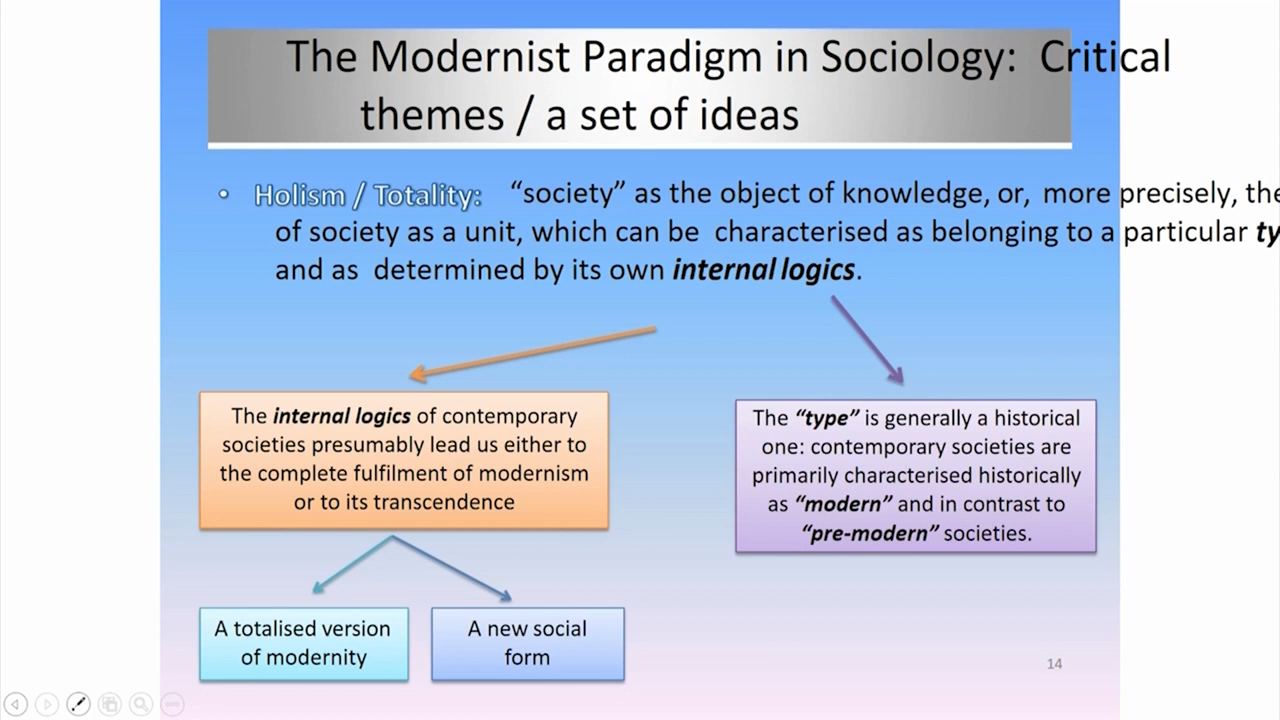 The Modernist Paradigm in Sociology: Critical
themes / a set of ideas
• Holism / Totality: “society” as the object of knowledge, or, more precisely, the
of society as a unit, which can be characterised as belonging to a particular
and as determined by its own internal logics.
The internal logics of contemporary
societies presumably lead us either to
the complete fulfilment of modernism
or to its transcendence
The “type” is generally a historical
one: contemporary societies are
primarily characterised historically
as “modern” and in contrast to
“pre-modern” societies.
A totalised version
of modernity
A new social
form
14